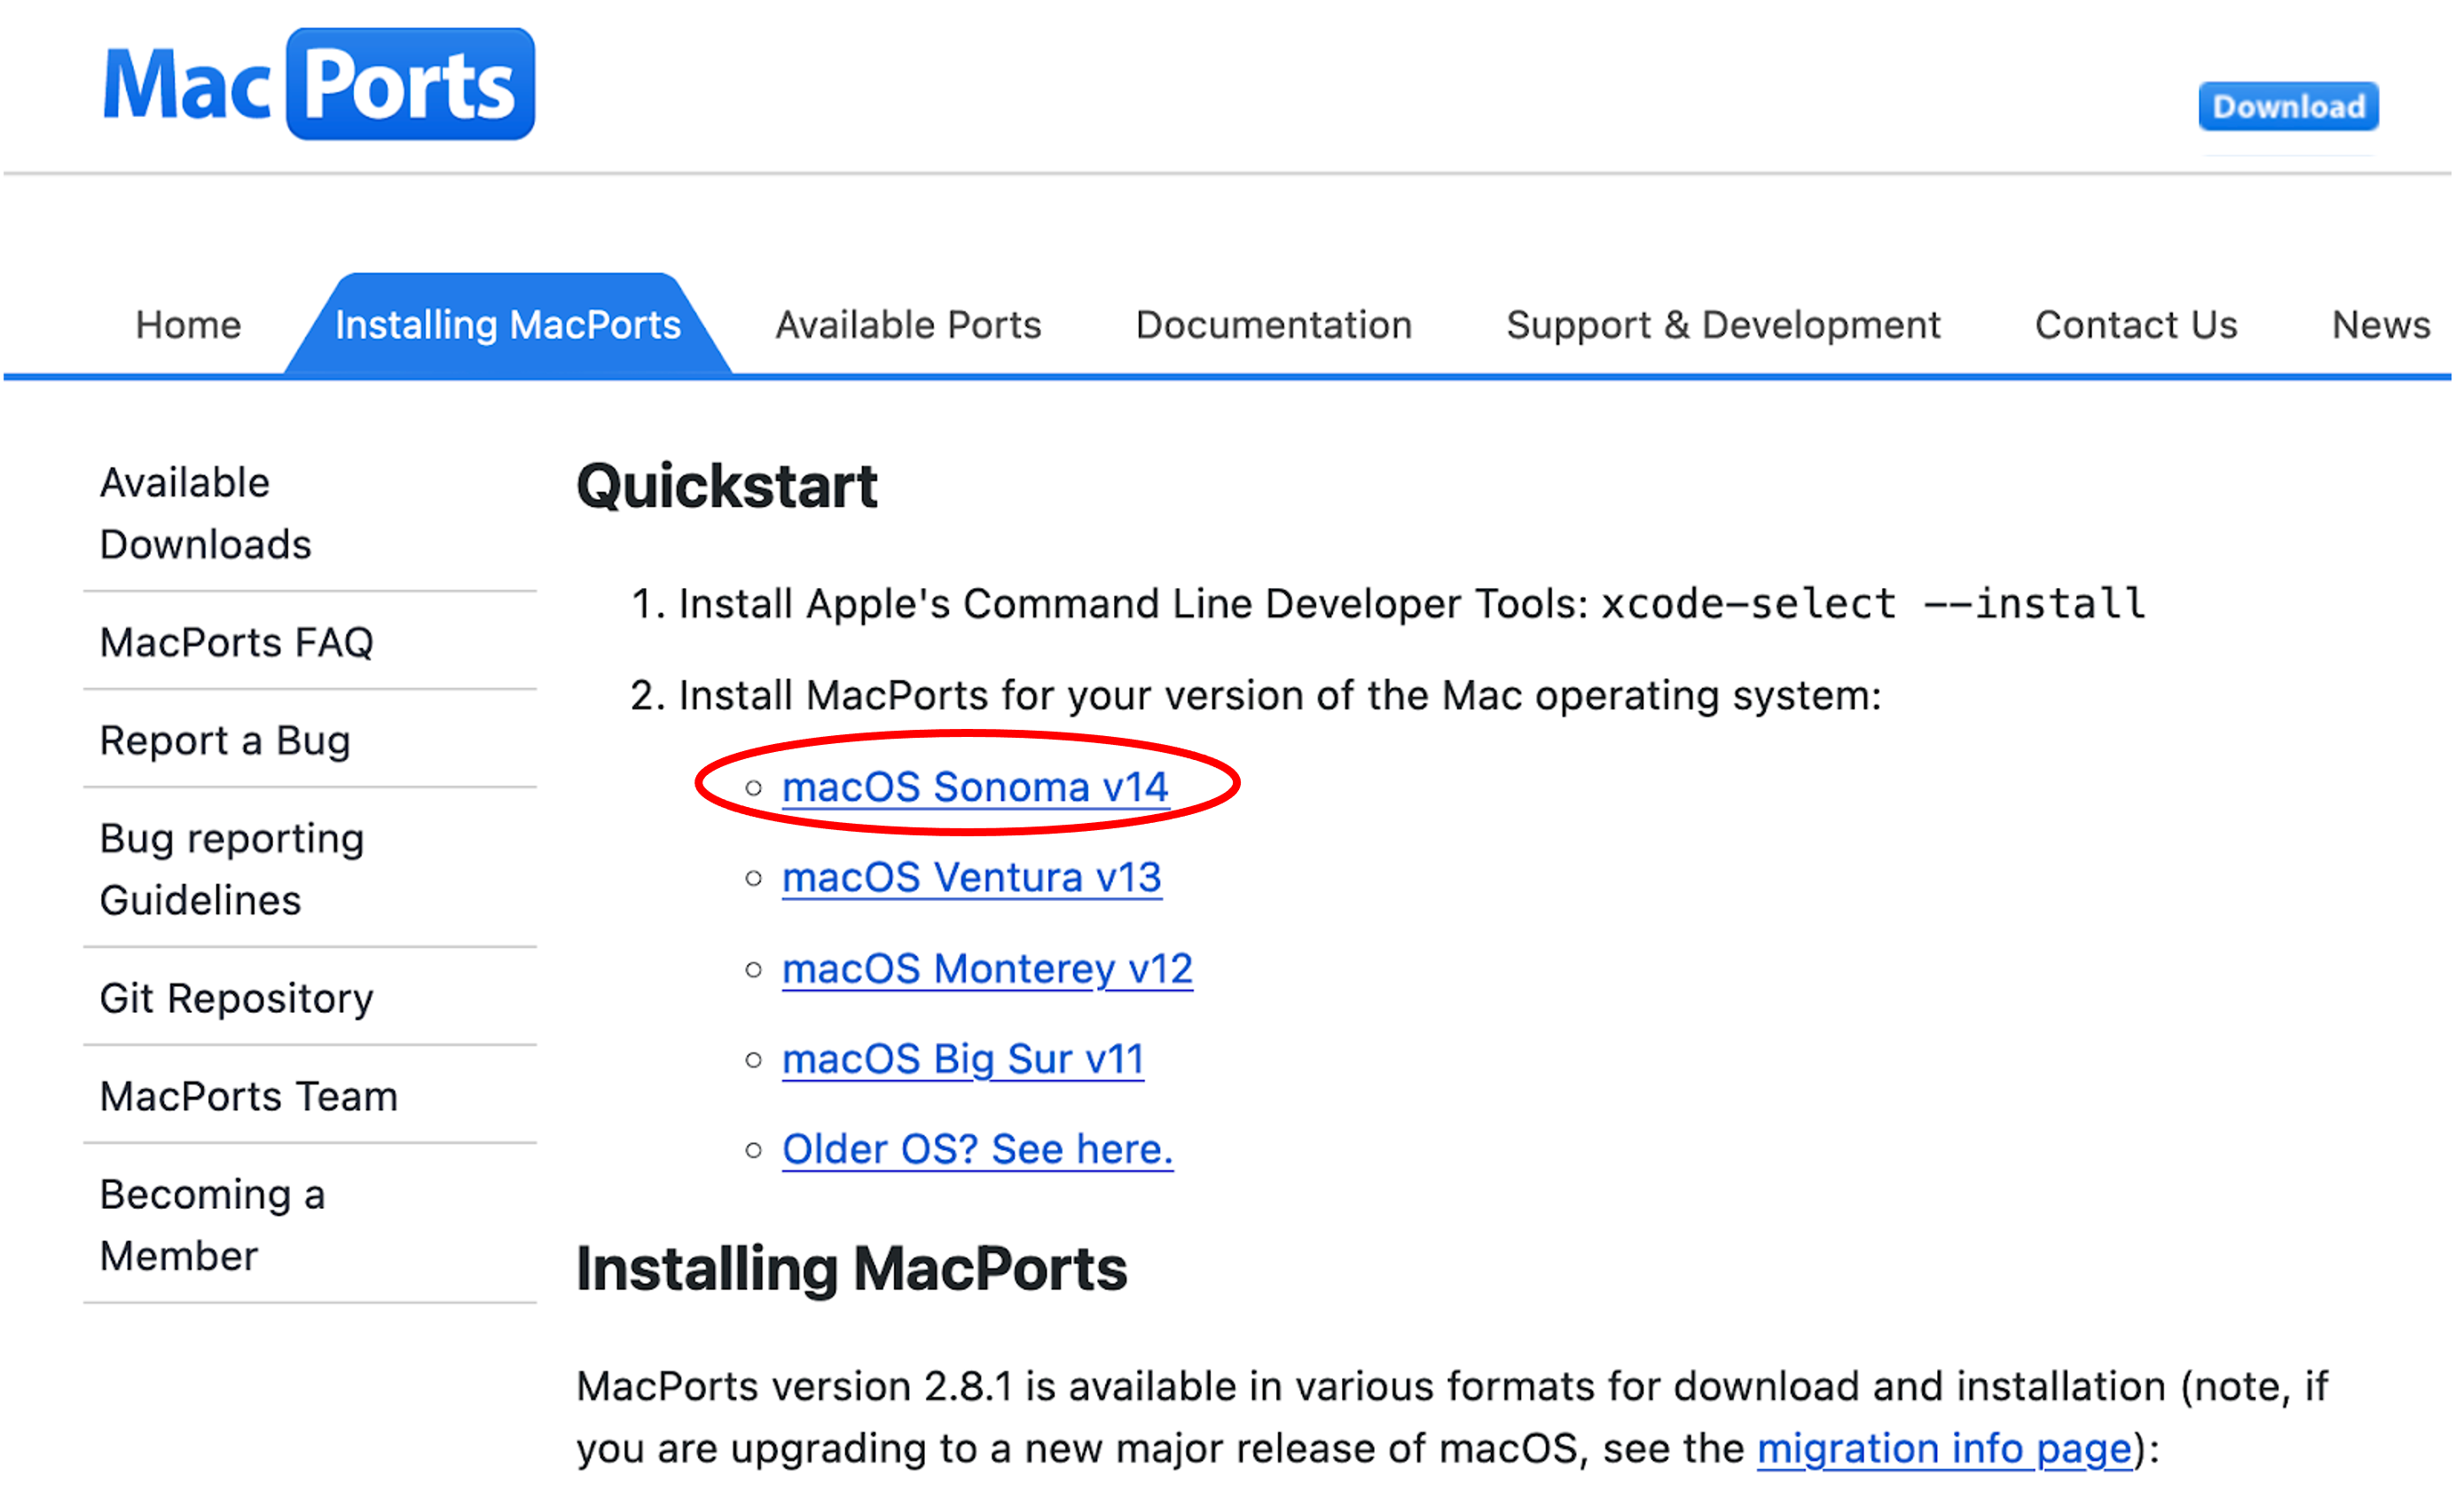 MacPorts
Download
Home Installing MacPorts Available Ports Documentation Support & Development Contact Us News
Available
Downloads
MacPorts FAQ
Report a Bug
Bug reporting
Guidelines
Git Repository
MacPorts Team
Becoming a
Member
Quickstart
1. Install Apple's Command Line Developer Tools: xcode-select --install
2. Install MacPorts for your version of the Mac operating system:
macOS Sonoma v14
macOS Ventura v13
macOS Monterey v12
macOS Big Sur v11
Older OS? See here.
Installing MacPorts
MacPorts version 2.8.1 is available in various formats for download and installation (note, if
you are upgrading to a new major release of macOS, see the migration info page):